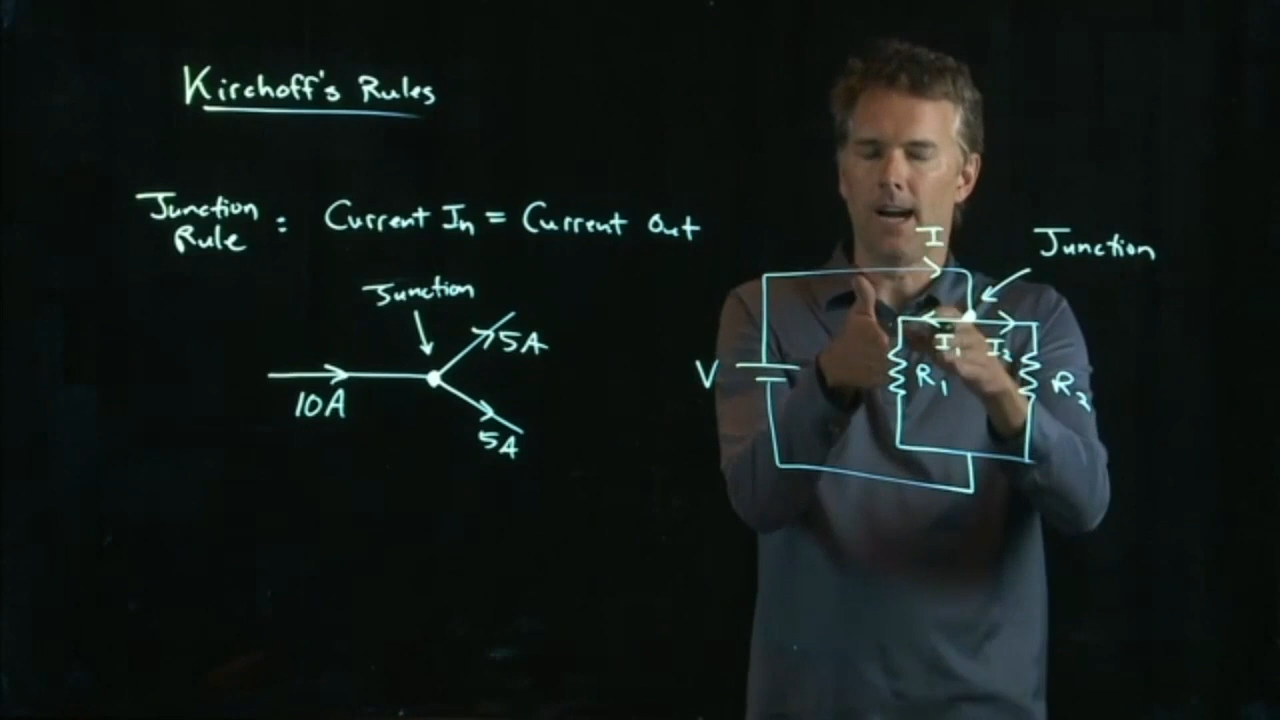 Kirchoff's Rules
Junction Rule : Current In = Current Out
Junction
5A
10A
5A
I
Junction
I₁ I₂
V
R₁
R₂